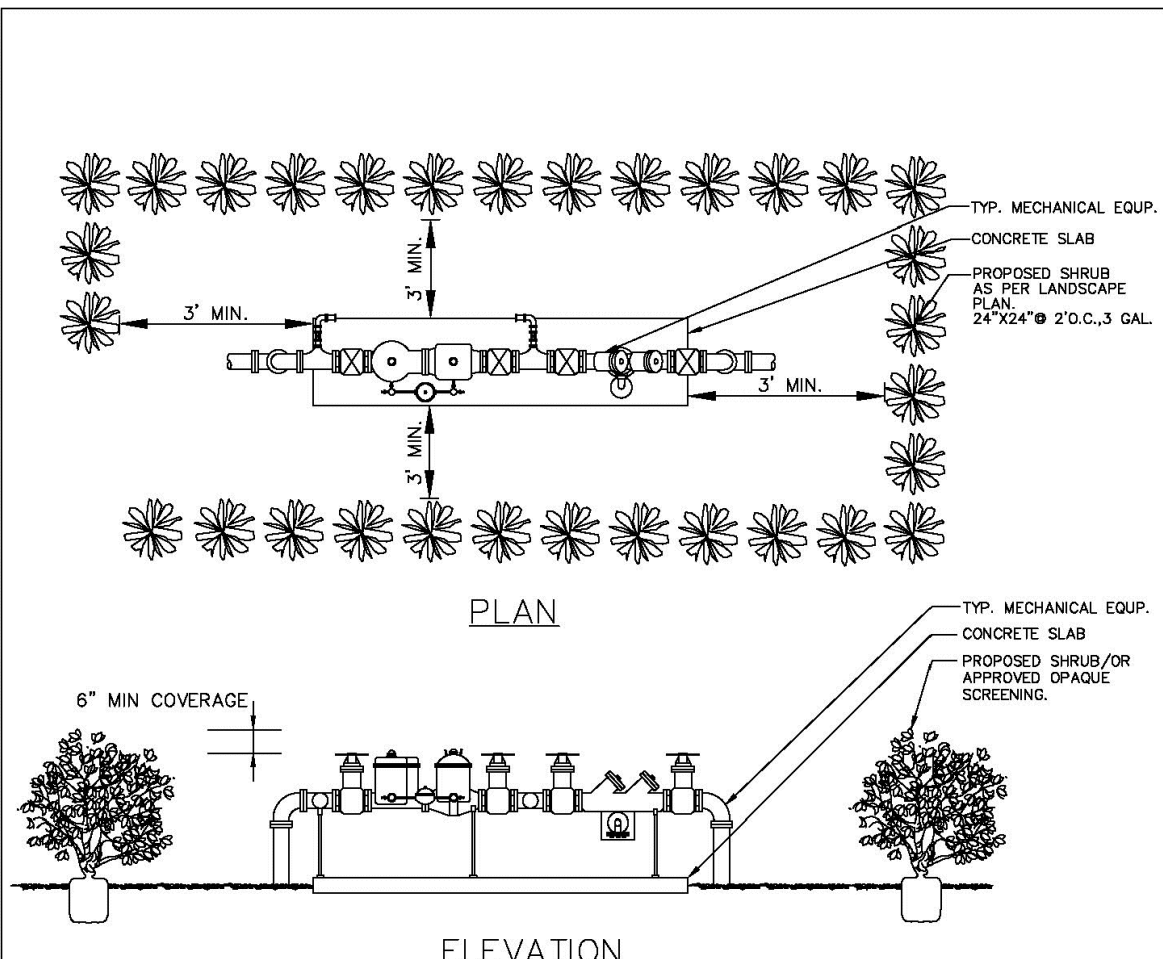 TYP. MECHANICAL EQUP.
CONCRETE SLAB
PROPOSED SHRUB
AS PER LANDSCAPE
PLAN.
24"X24"@ 2'O.C.,3 GAL.
3' MIN.
3' MIN.
3' MIN.
3' MIN.
PLAN
TYP. MECHANICAL EQUP.
CONCRETE SLAB
PROPOSED SHRUB/OR
APPROVED OPAQUE
SCREENING.
6" MIN COVERAGE
ELEVATION